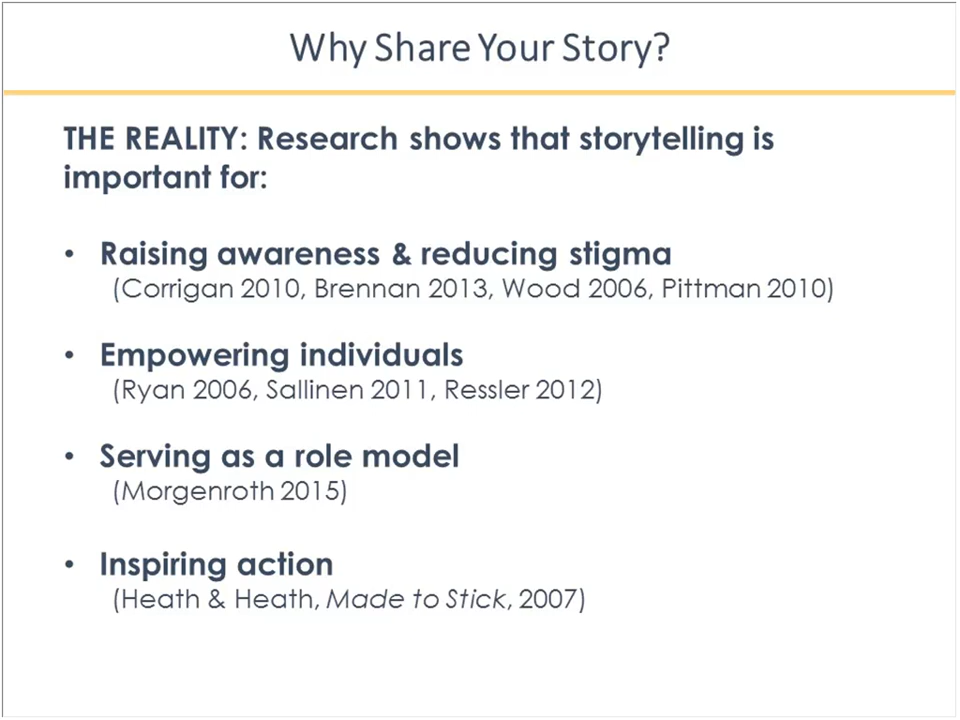 Why Share Your Story?
THE REALITY: Research shows that storytelling is
important for:
• Raising awareness & reducing stigma
(Corrigan 2010, Brennan 2013, Wood 2006, Pittman 2010)
• Empowering individuals
(Ryan 2006, Sallinen 2011, Ressler 2012)
• Serving as a role model
(Morgenroth 2015)
• Inspiring action
(Heath & Heath, Made to Stick, 2007)